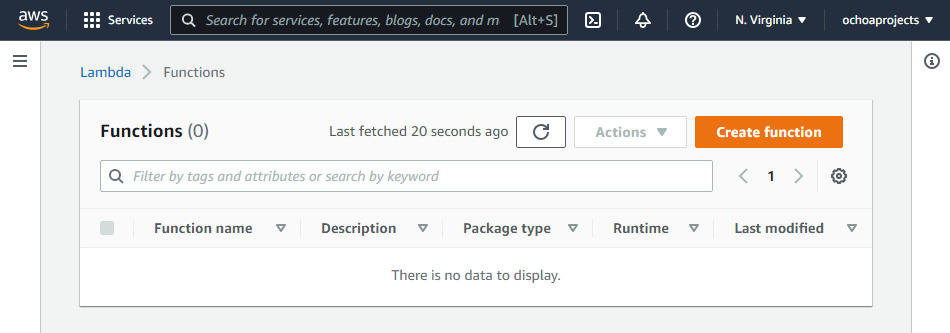 aws Services Search for services, features, blogs, docs, and m [Alt+S] N. Virginia ochoaprojects
Lambda Functions
Functions (0) Last fetched 20 seconds ago Actions Create function
Filter by tags and attributes or search by keyword 1
Function name Description Package type Runtime Last modified
There is no data to display.